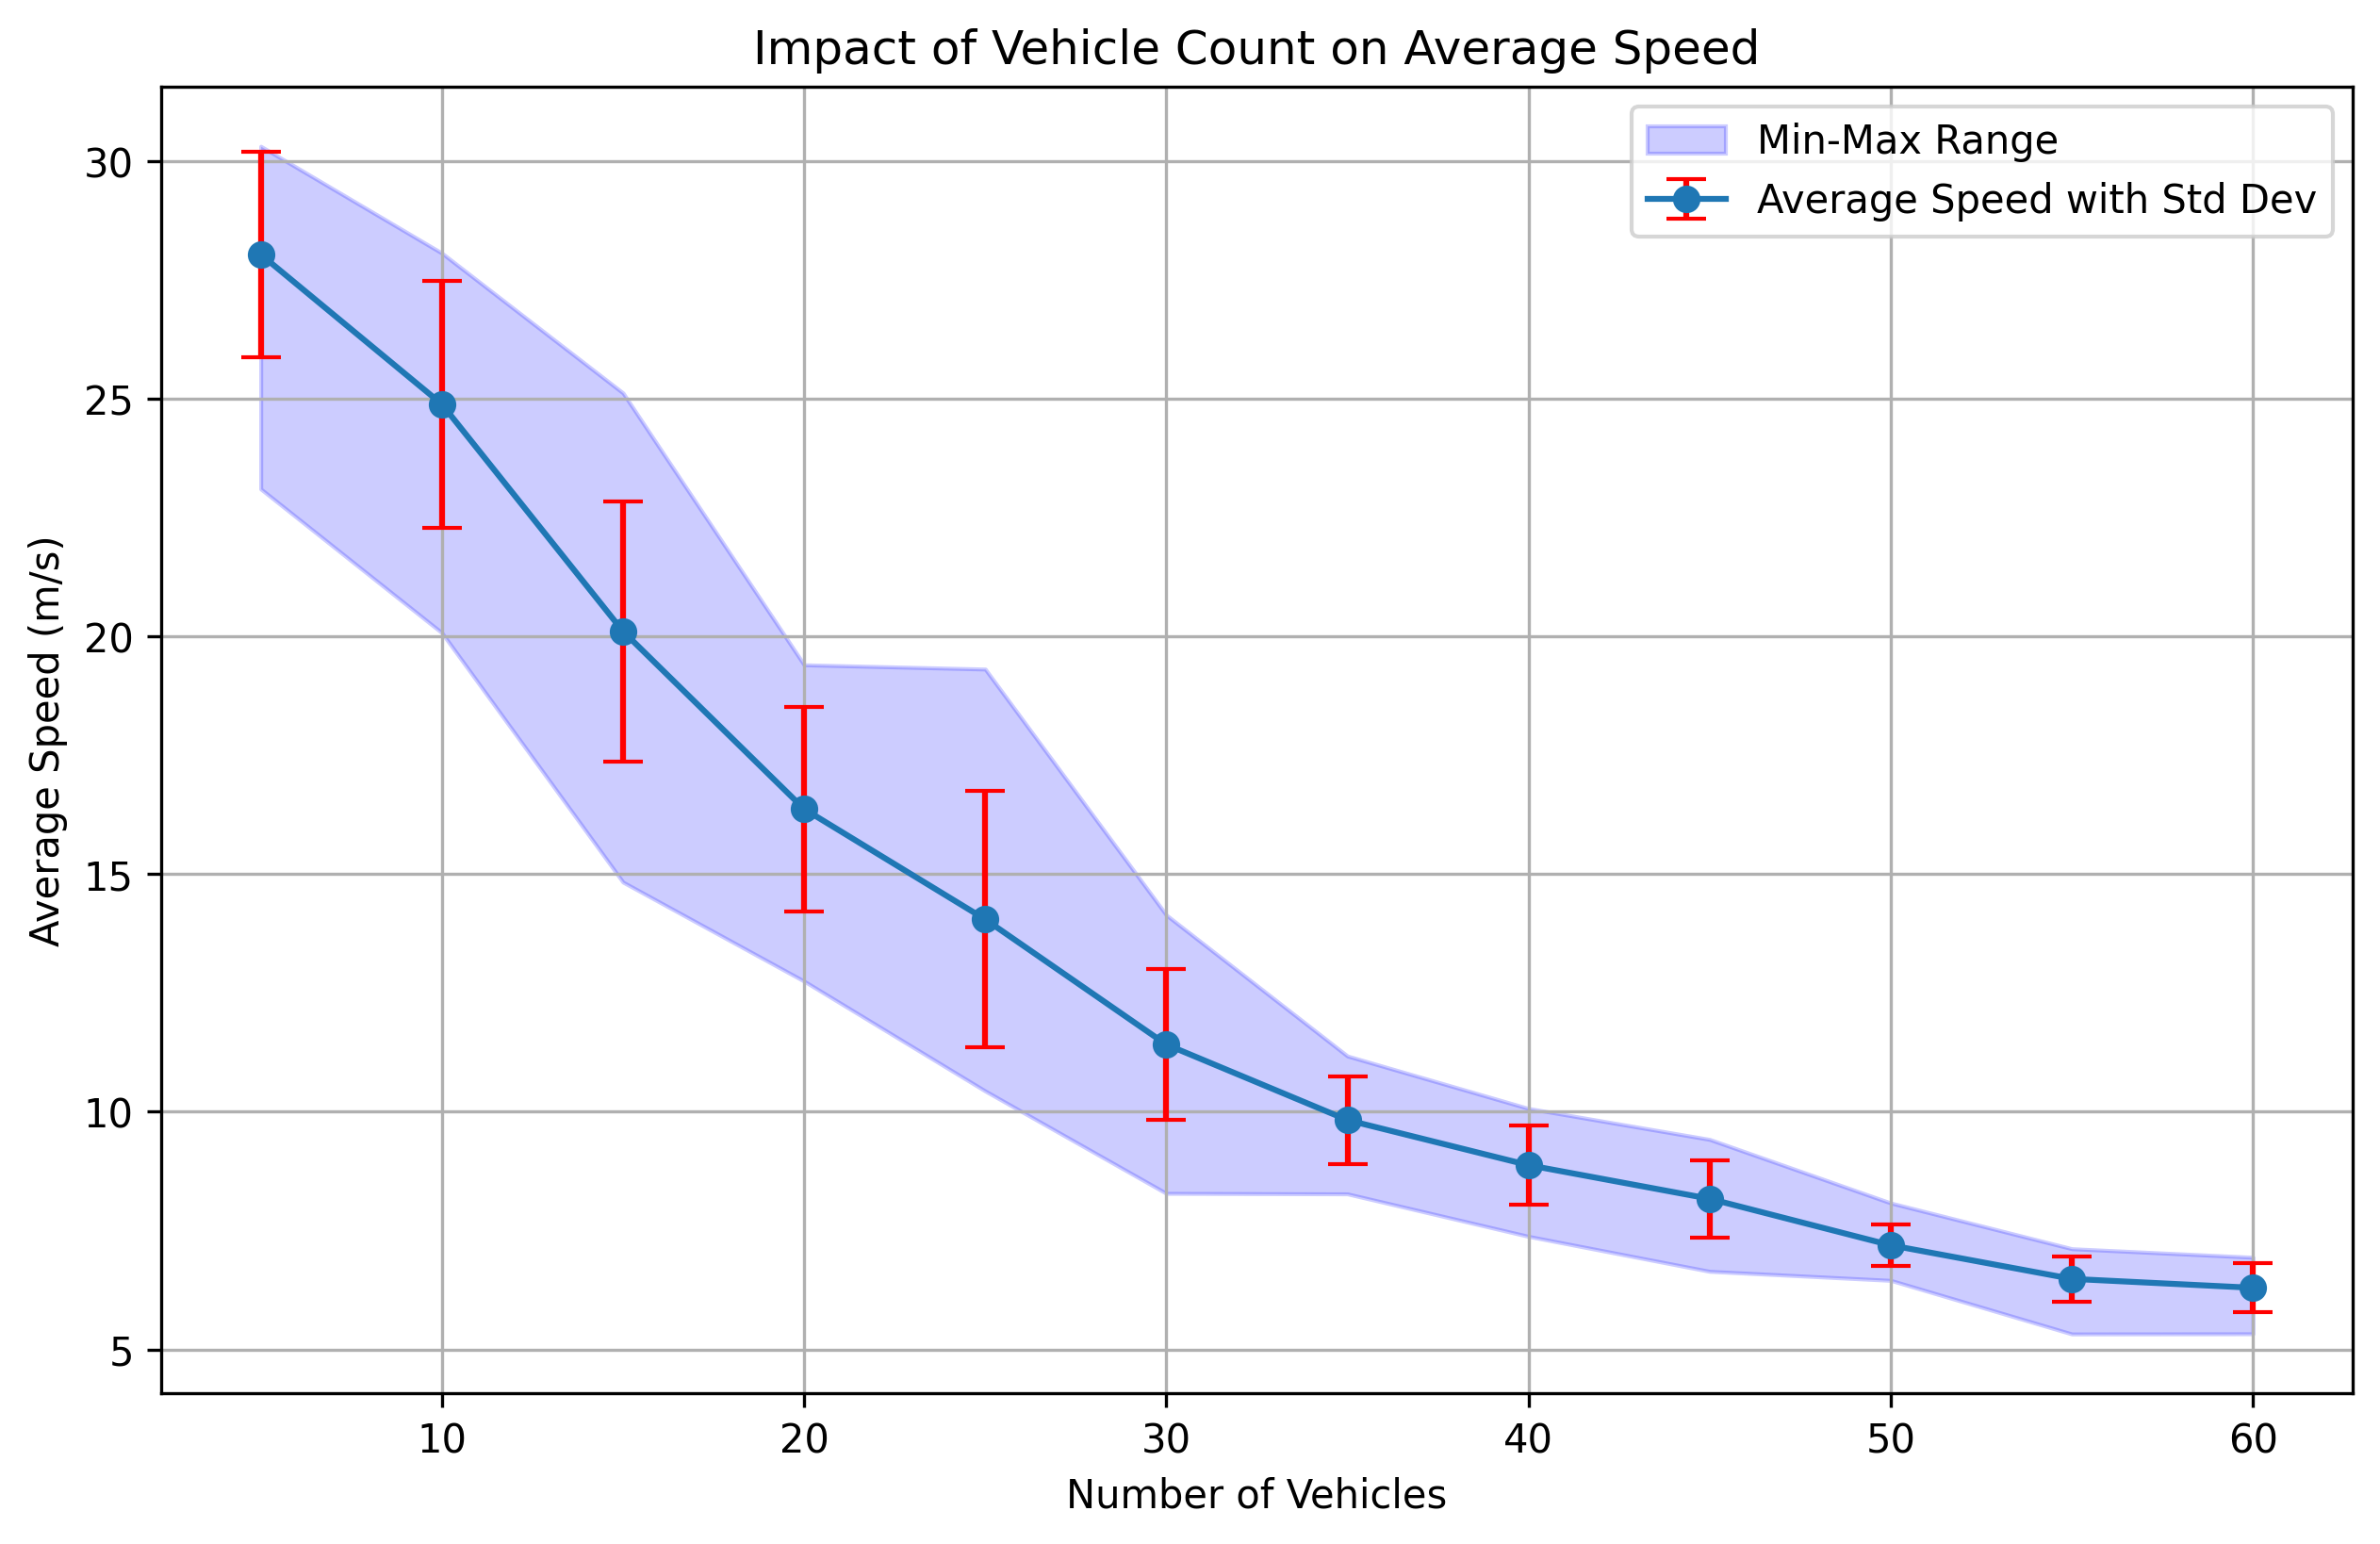 Impact of Vehicle Count on Average Speed
Min-Max Range
Average Speed with Std Dev
Average Speed (m/s)
30
25
20
15
10
5
10 20 30 40 50 60
Number of Vehicles